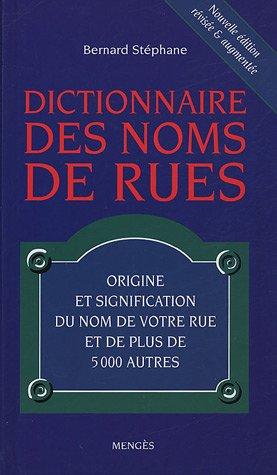 Bernard Stéphane
Nouvelle édition
révisée & augmentée
DICTIONNAIRE
DES NOMS
DE RUES
ORIGINE
ET SIGNIFICATION
DU NOM DE VOTRE RUE
ET DE PLUS DE
5 000 AUTRES
MENGÈS